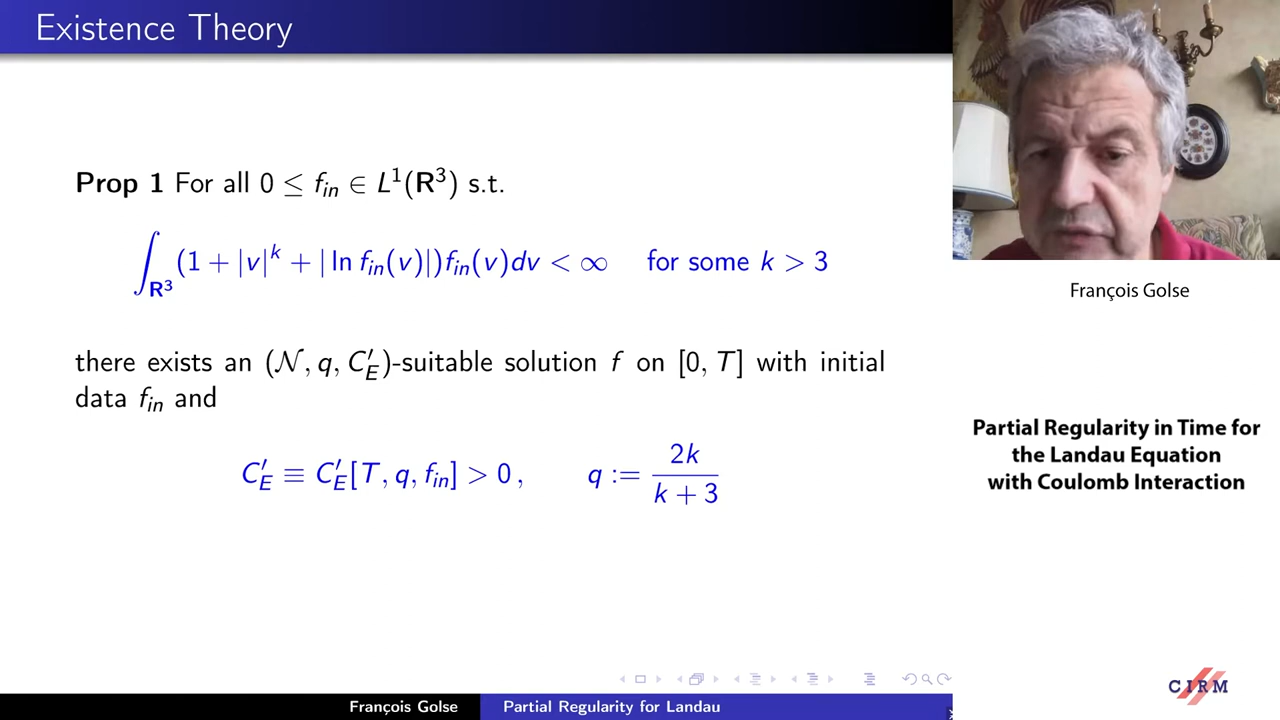 Existence Theory
Prop 1 For all 0 ≤ f_in ∈ L¹(R³) s.t.
∫_R³ (1 + |v|^k + | ln f_in(v)|)f_in(v)dv < ∞ for some k > 3
there exists an (𝒩, q, C′_E)-suitable solution f on [0, T] with initial
data f_in and
C′_E ≡ C′_E[T, q, f_in] > 0 , q := 2k/(k + 3)
François Golse
Partial Regularity in Time for
the Landau Equation
with Coulomb Interaction
CIRM
François Golse Partial Regularity for Landau